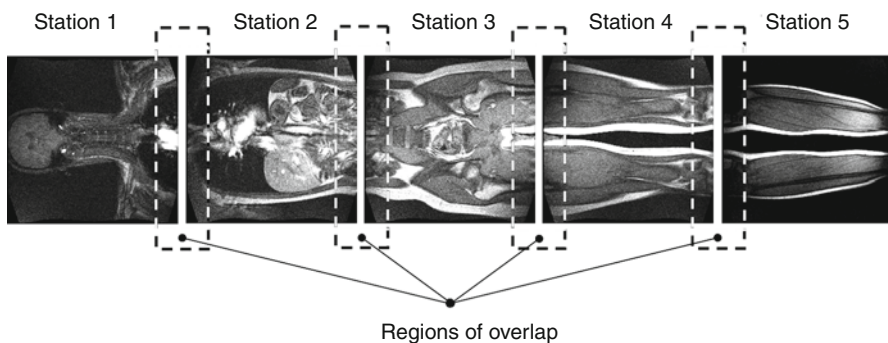 Station 1
Station 2
Station 3
Station 4
Station 5
Regions of overlap